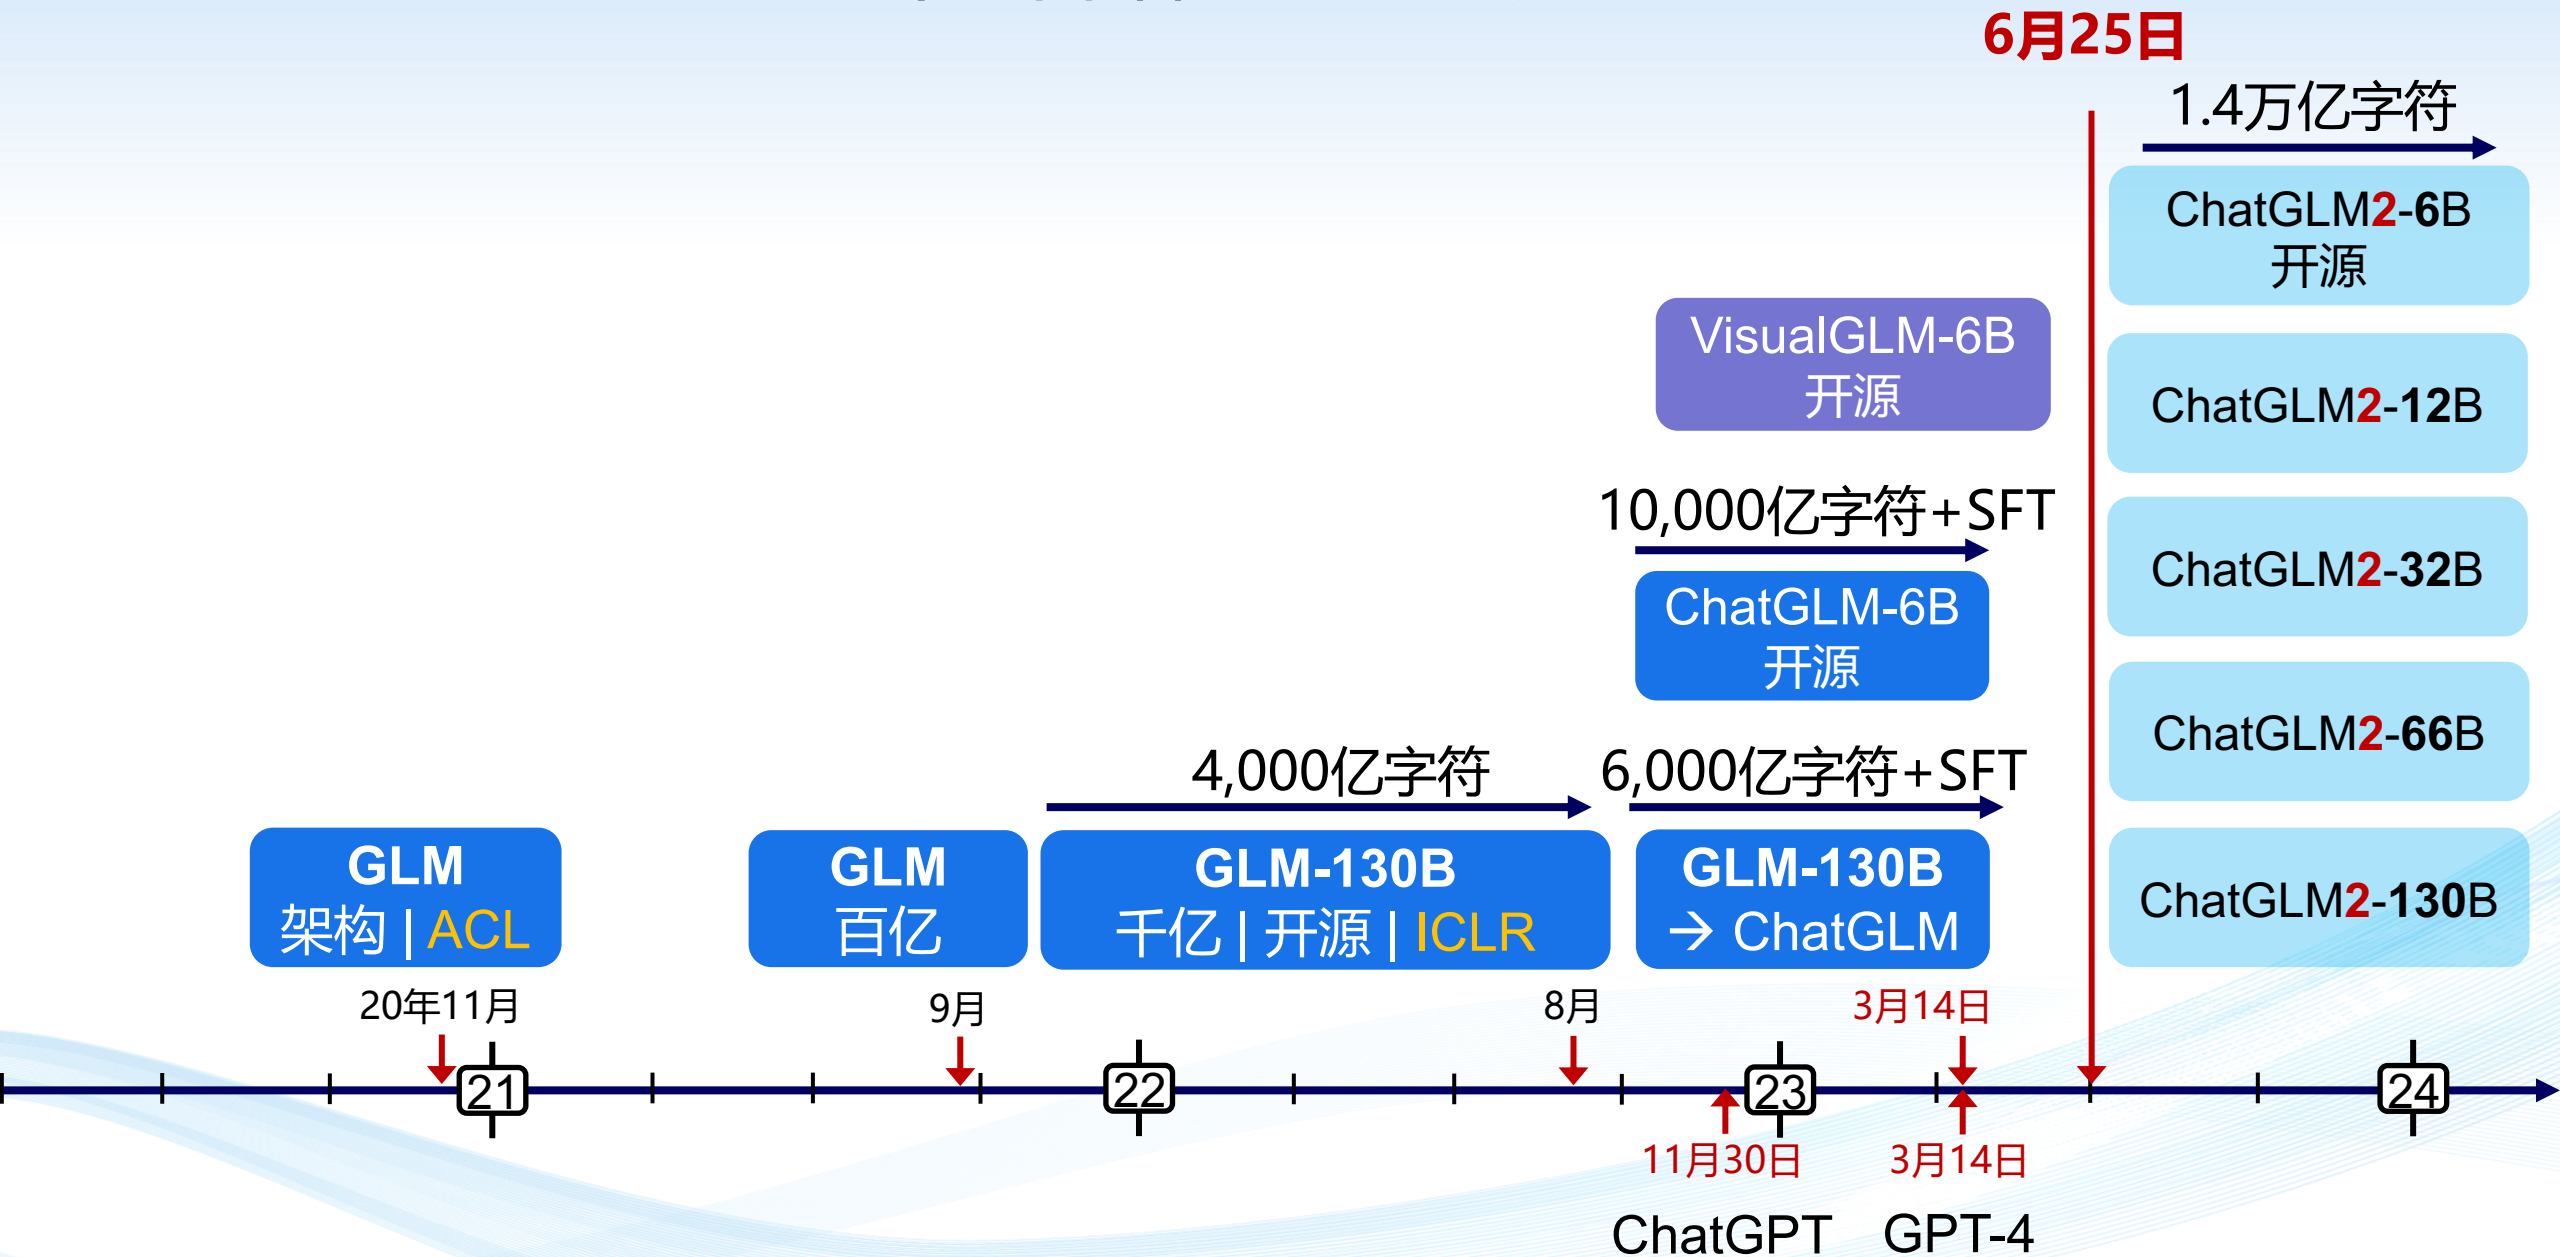 6月25日
1.4万亿字符
ChatGLM2-6B
开源
VisualGLM-6B
开源
ChatGLM2-12B
10,000亿字符+SFT
ChatGLM-6B
开源
ChatGLM2-32B
4,000亿字符
6,000亿字符+SFT
ChatGLM2-66B
GLM
架构 | ACL
GLM
百亿
GLM-130B
千亿 | 开源 | ICLR
GLM-130B
→ ChatGLM
ChatGLM2-130B
20年11月
9月
8月
3月14日
21
22
23
24
11月30日
3月14日
ChatGPT
GPT-4